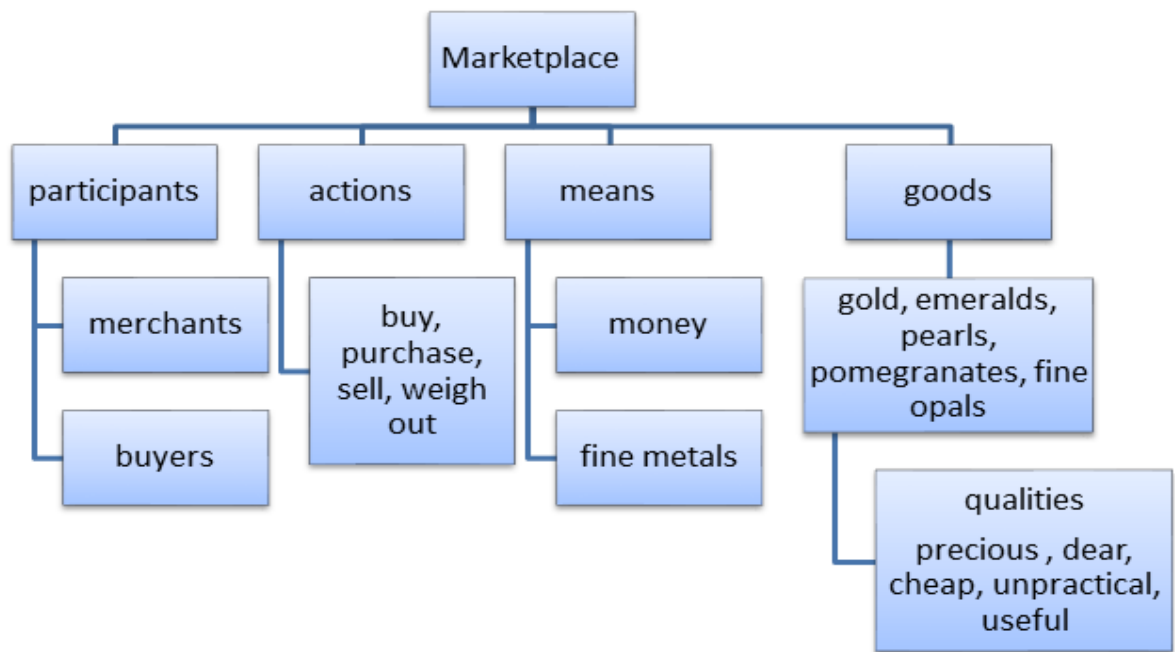 Marketplace
participants
actions
means
goods
merchants
buyers
buy,
purchase,
sell, weigh
out
money
fine metals
gold, emeralds,
pearls,
pomegranates, fine
opals
qualities
precious , dear,
cheap, unpractical,
useful